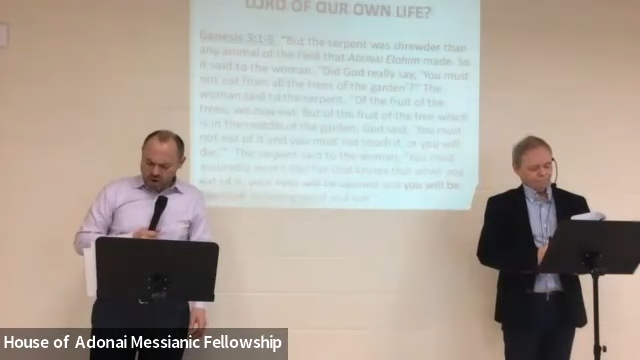 LORD OF OUR OWN LIFE?
Genesis 3:1-5 "But the serpent was shrewder than
any animal of the field that ADONAI Elohim made. So
it said to the woman, "Did God really say, 'You must
not eat from all the trees of the garden'?" The
woman said to the serpent, "Of the fruit of the
trees, we may eat. But of the fruit of the tree which
is in the middle of the garden, God said, 'You must
not eat of it and you must not touch it, or you will
die.'" The serpent said to the woman, "You most
assuredly won't die! For God knows that when you
eat of it, your eyes will be opened and you will be
House of Adonai Messianic Fellowship